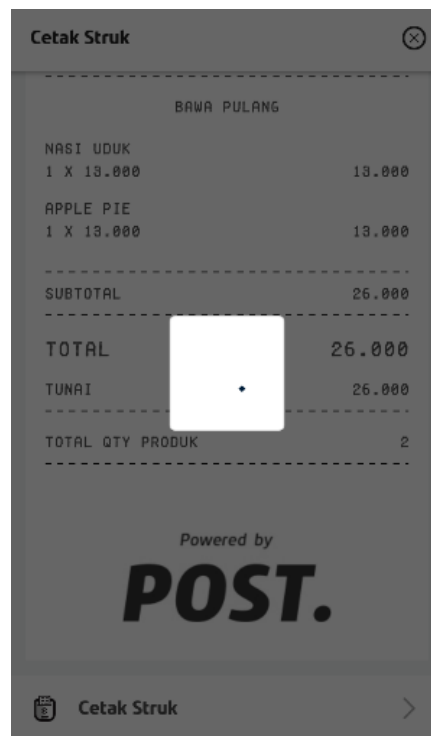 Cetak Struk
BAWA PULANG
NASI UDUK
1 X 13.000 13.000
APPLE PIE
1 X 13.000 13.000
SUBTOTAL 26.000
TOTAL 26.000
TUNAI 26.000
TOTAL QTY PRODUK 2
Powered by
POST.
Cetak Struk